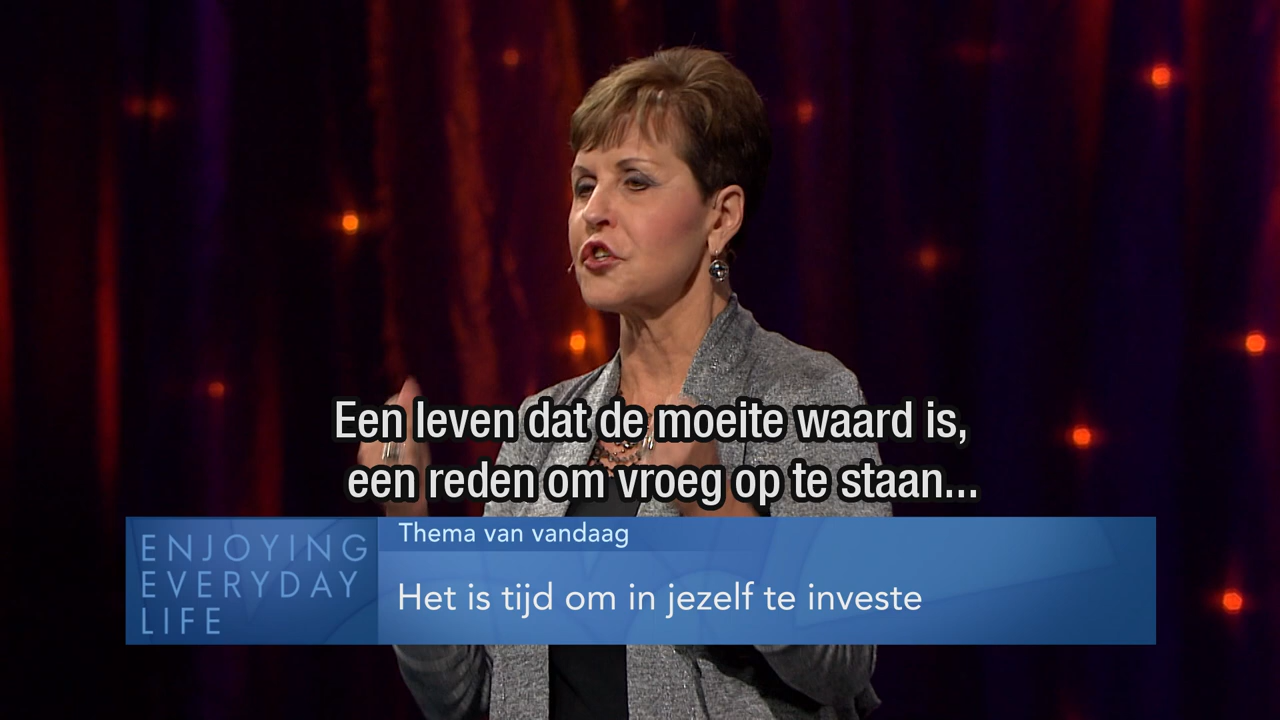 Een leven dat de moeite waard is,
een reden om vroeg op te staan...
Thema van vandaag
ENJOYING
EVERYDAY
LIFE
Het is tijd om in jezelf te investe